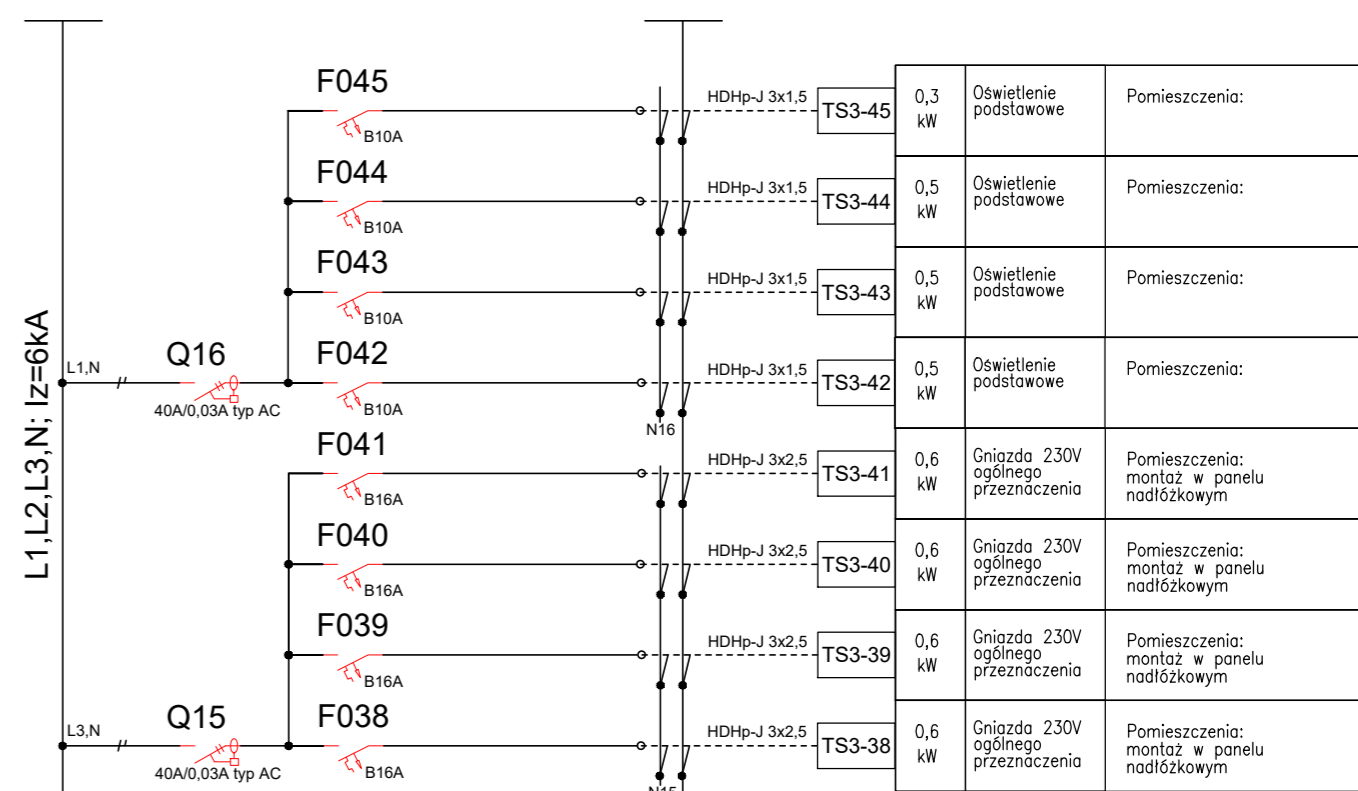 F045
B10A
HDHp-J 3x1,5
TS3-45
0,3
kW
Oświetlenie
podstawowe
Pomieszczenia:
F044
B10A
HDHp-J 3x1,5
TS3-44
0,5
kW
Oświetlenie
podstawowe
Pomieszczenia:
F043
B10A
HDHp-J 3x1,5
TS3-43
0,5
kW
Oświetlenie
podstawowe
Pomieszczenia:
L1,L2,L3,N; Iz=6kA
L1,N
Q16
40A/0,03A typ AC
F042
B10A
HDHp-J 3x1,5
TS3-42
0,5
kW
Oświetlenie
podstawowe
Pomieszczenia:
N16
F041
B16A
HDHp-J 3x2,5
TS3-41
0,6
kW
Gniazda 230V
ogólnego
przeznaczenia
Pomieszczenia:
montaż w panelu
nadłóżkowym
F040
B16A
HDHp-J 3x2,5
TS3-40
0,6
kW
Gniazda 230V
ogólnego
przeznaczenia
Pomieszczenia:
montaż w panelu
nadłóżkowym
F039
B16A
HDHp-J 3x2,5
TS3-39
0,6
kW
Gniazda 230V
ogólnego
przeznaczenia
Pomieszczenia:
montaż w panelu
nadłóżkowym
L3,N
Q15
40A/0,03A typ AC
F038
B16A
HDHp-J 3x2,5
TS3-38
0,6
kW
Gniazda 230V
ogólnego
przeznaczenia
Pomieszczenia:
montaż w panelu
nadłóżkowym
N15